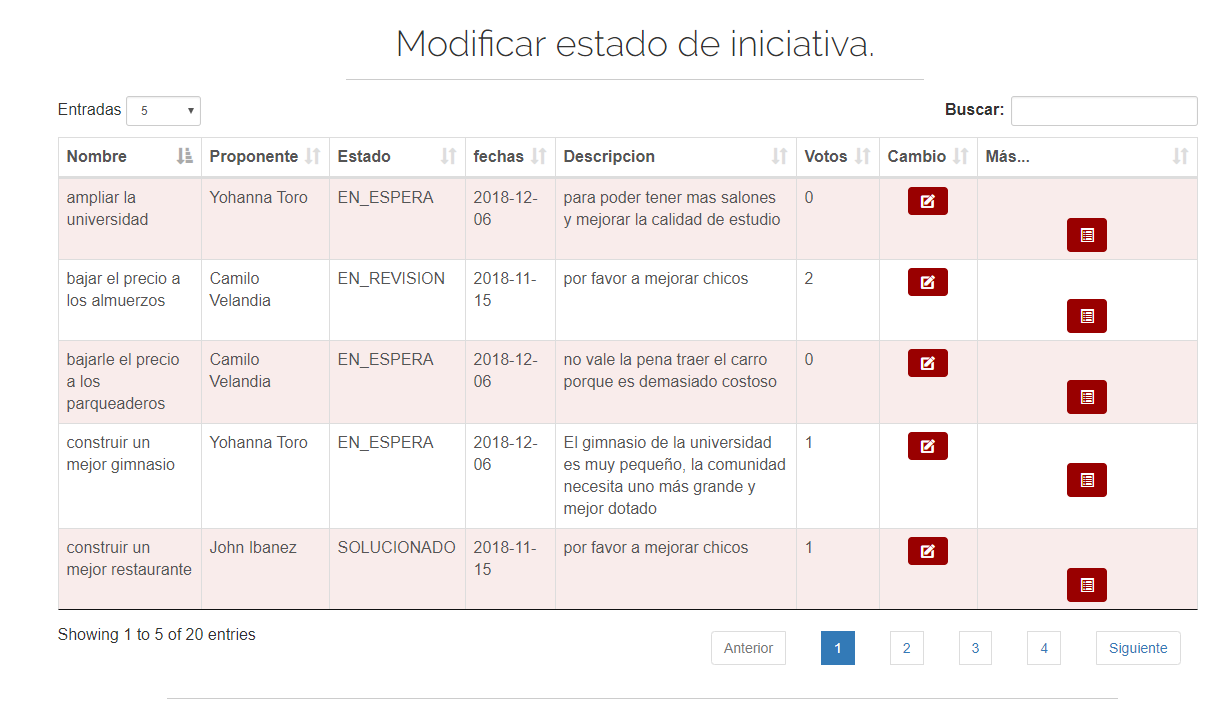 Modificar estado de iniciativa.
Entradas 5 Buscar:
Nombre Proponente Estado fechas Descripcion Votos Cambio Más...
ampliar la Yohanna Toro EN_ESPERA 2018-12- para poder tener mas salones 0
universidad 06 y mejorar la calidad de estudio
bajar el precio a Camilo EN_REVISION 2018-11- por favor a mejorar chicos 2
los almuerzos Velandia 15
bajarle el precio Camilo EN_ESPERA 2018-12- no vale la pena traer el carro 0
a los Velandia 06 porque es demasiado costoso
parqueaderos
construir un Yohanna Toro EN_ESPERA 2018-12- El gimnasio de la universidad 1
mejor gimnasio 06 es muy pequeño, la comunidad
necesita uno más grande y
mejor dotado
construir un John Ibanez SOLUCIONADO 2018-11- por favor a mejorar chicos 1
mejor restaurante 15
Showing 1 to 5 of 20 entries
Anterior 1 2 3 4 Siguiente